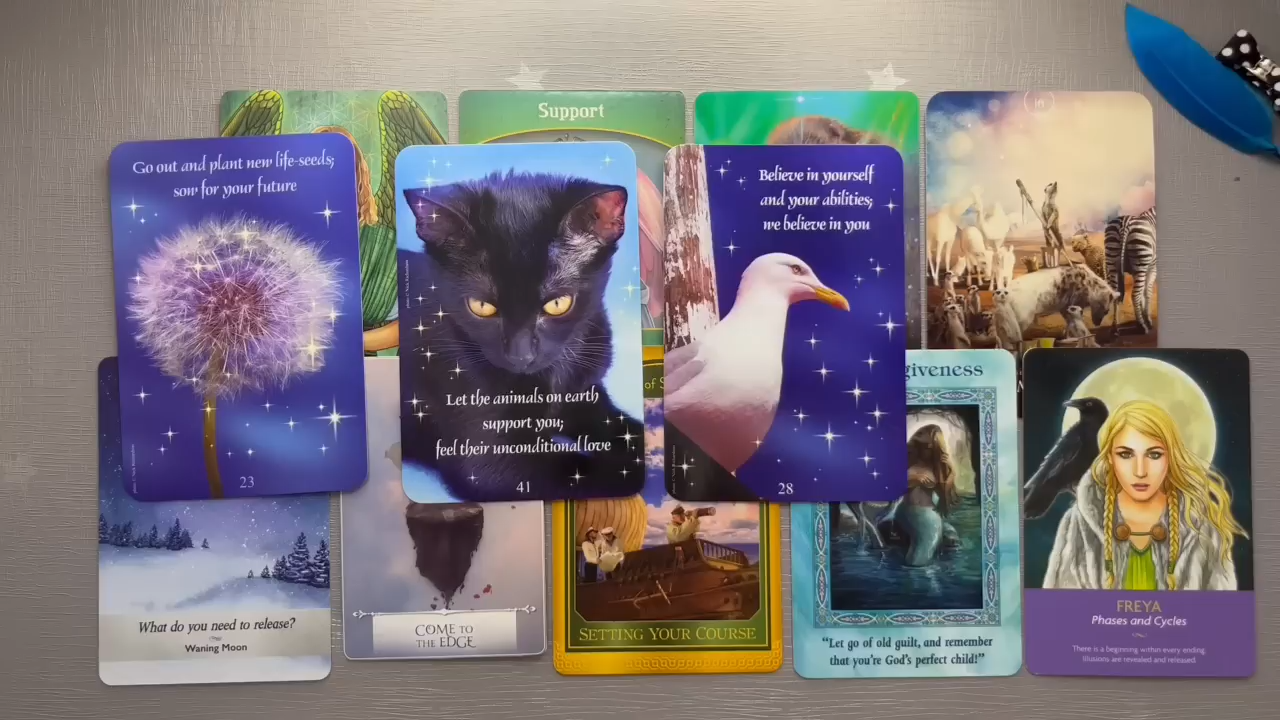 Support
in
Go out and plant new life-seeds;
sow for your future
23
Let the animals on earth
support you;
feel their unconditional love
41
Believe in yourself
and your abilities;
we believe in you
28
What do you need to release?
Waning Moon
COME TO
THE EDGE
of S
SETTING YOUR COURSE
giveness
"Let go of old guilt, and remember
that you're God's perfect child!"
FREYA
Phases and Cycles
There is a beginning within every ending.
Illusions are revealed and released.